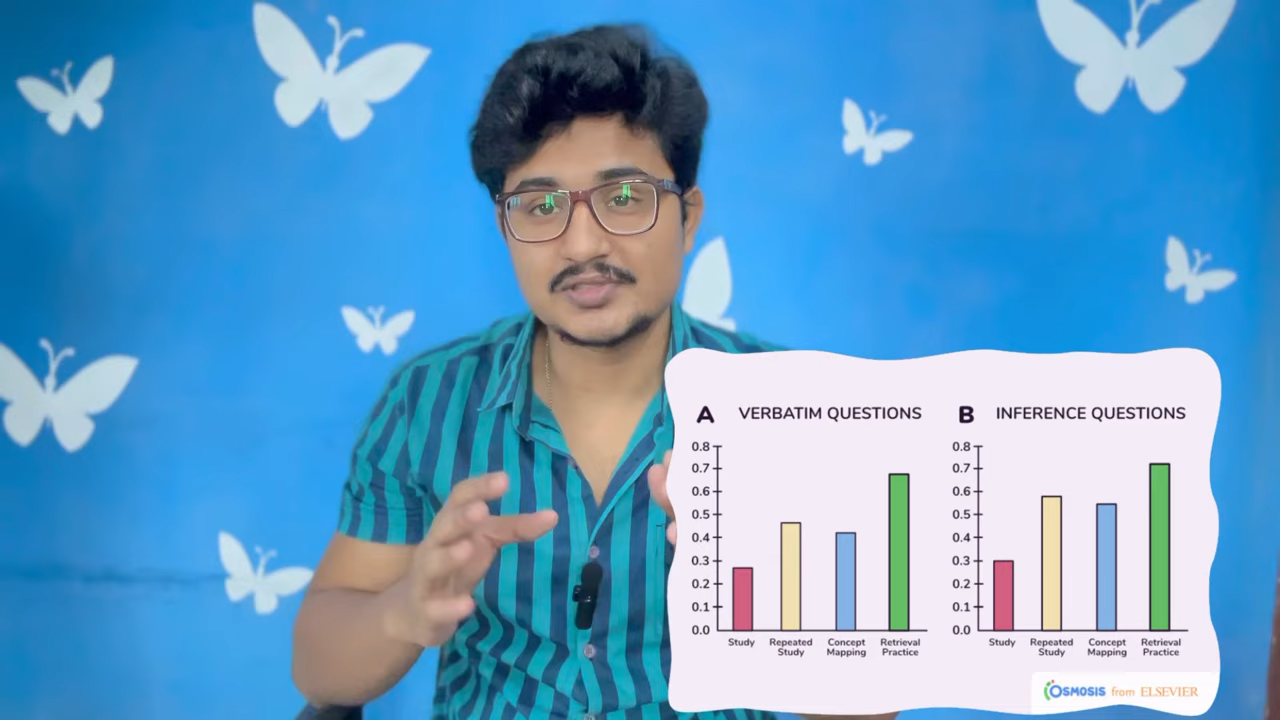 A VERBATIM QUESTIONS
0.8
0.7
0.6
0.5
0.4
0.3
0.2
0.1
0.0
Study
Repeated
Study
Concept
Mapping
Retrieval
Practice
B INFERENCE QUESTIONS
0.8
0.7
0.6
0.5
0.4
0.3
0.2
0.1
0.0
Study
Repeated
Study
Concept
Mapping
Retrieval
Practice
OSMOSIS from ELSEVIER